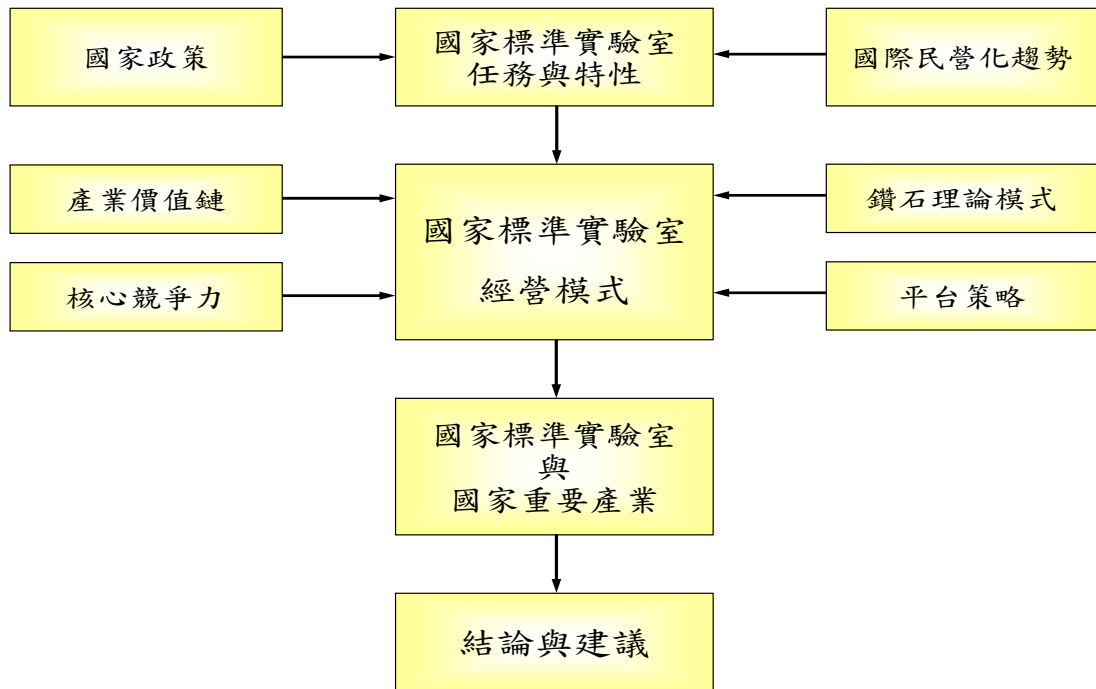 國家政策
國家標準實驗室
任務與特性
國際民營化趨勢
產業價值鏈
核心競爭力
國家標準實驗室
經營模式
鑽石理論模式
平台策略
國家標準實驗室
與
國家重要產業
結論與建議